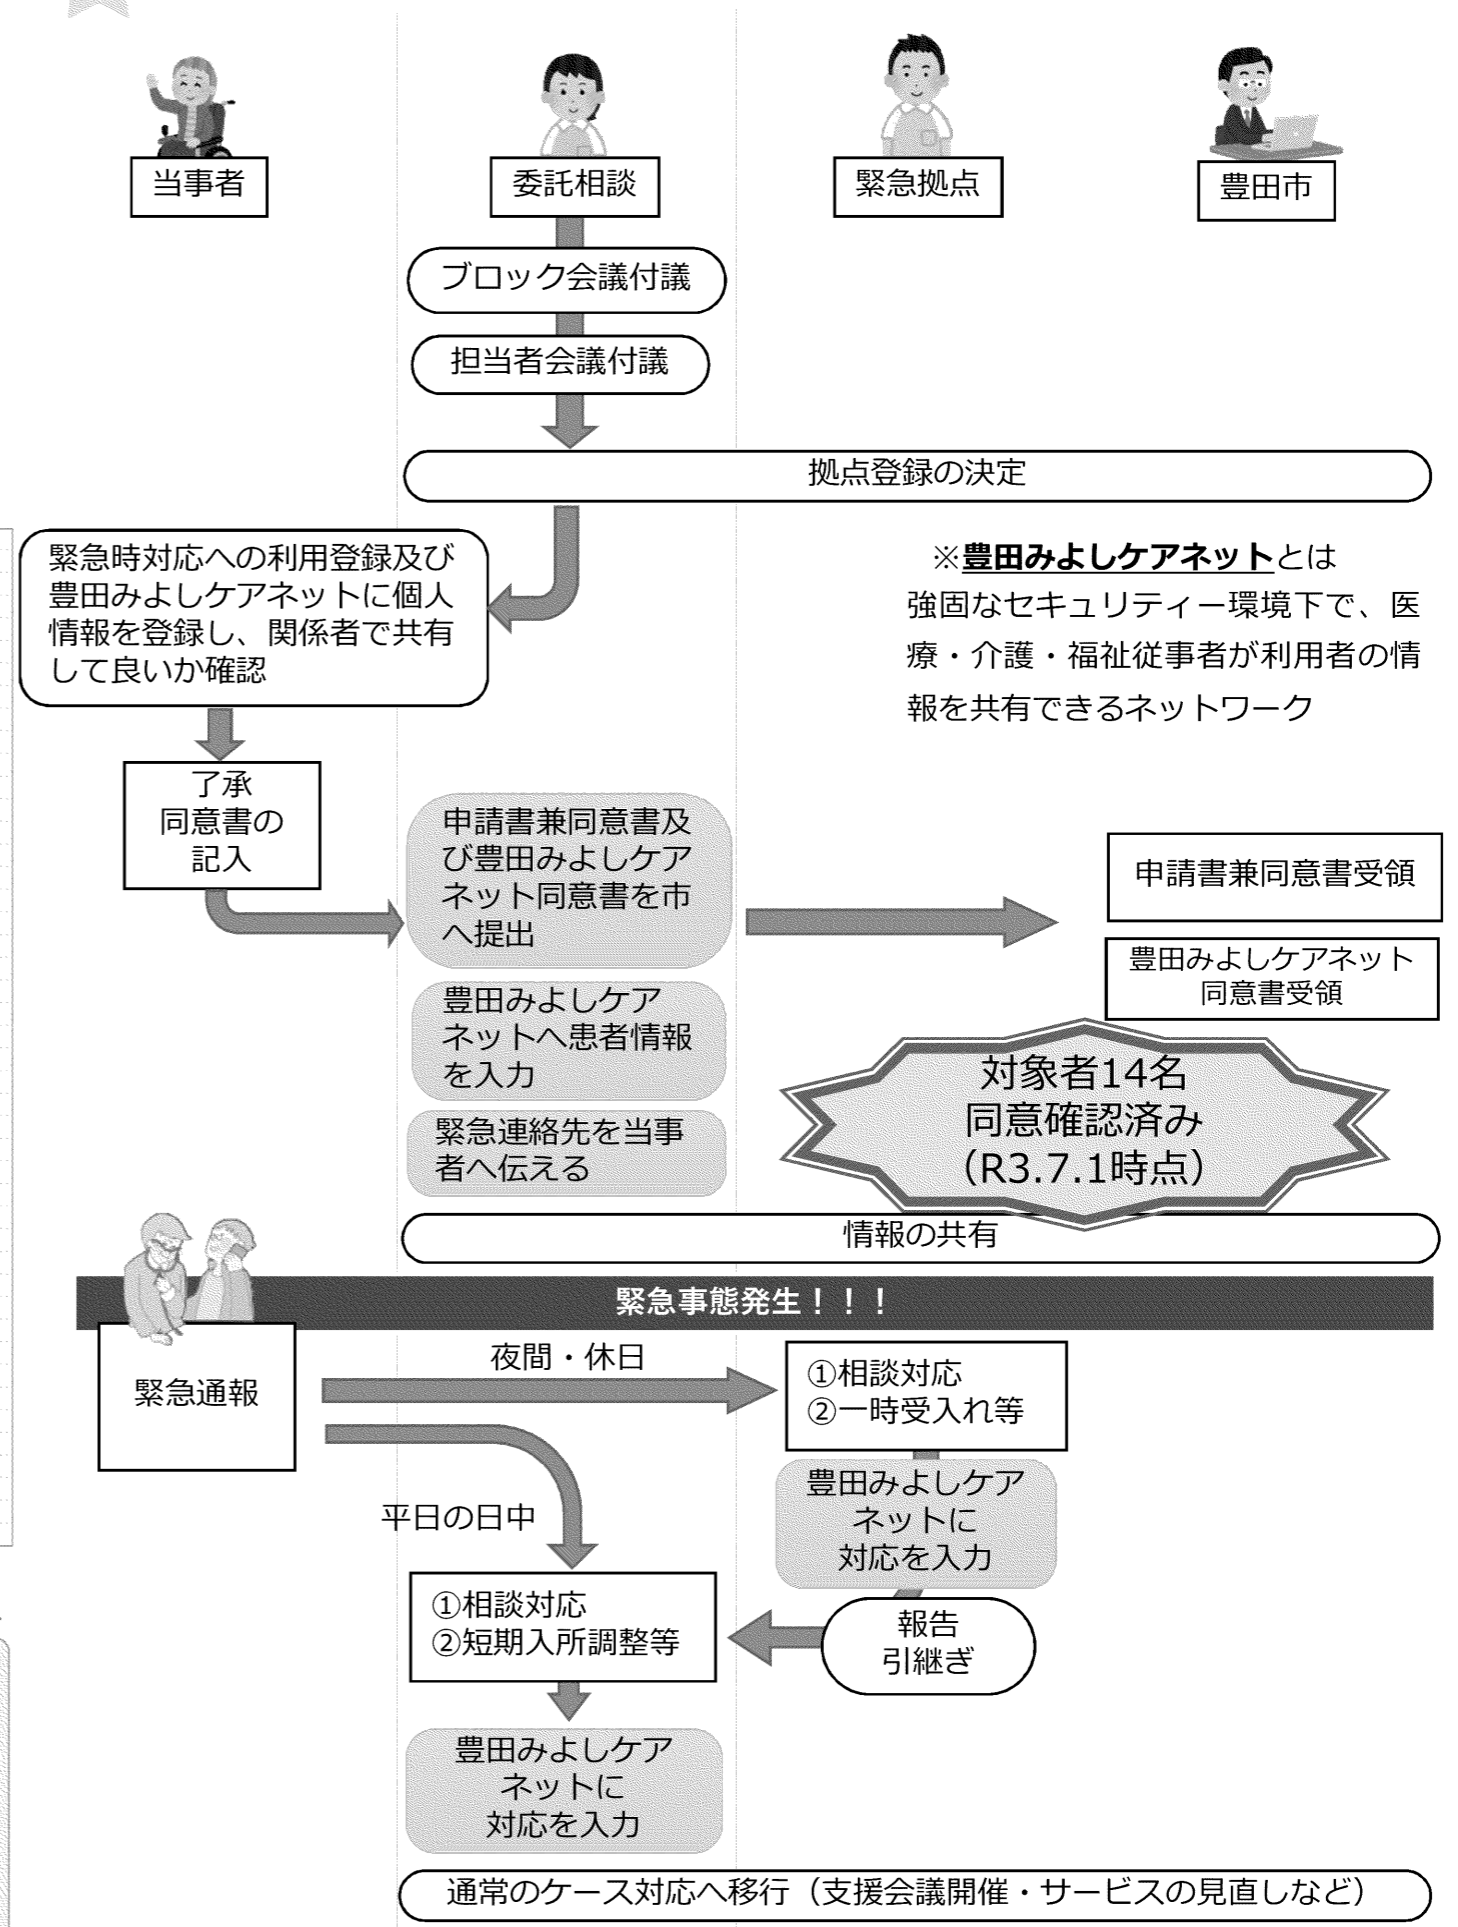 当事者
委託相談
緊急拠点
豊田市
ブロック会議付議
担当者会議付議
拠点登録の決定
緊急時対応への利用登録及び
豊田みよしケアネットに個人
情報を登録し、関係者で共有
して良いか確認
※豊田みよしケアネットとは
強固なセキュリティー環境下で、医
療・介護・福祉従事者が利用者の情
報を共有できるネットワーク
了承
同意書の
記入
申請書兼同意書及
び豊田みよしケア
ネット同意書を市
へ提出
申請書兼同意書受領
豊田みよしケアネット
同意書受領
豊田みよしケア
ネットへ患者情報
を入力
緊急連絡先を当事
者へ伝える
対象者14名
同意確認済み
（R3.7.1時点）
情報の共有
緊急事態発生！！！
緊急通報
夜間・休日
①相談対応
②一時受入れ等
豊田みよしケア
ネットに
対応を入力
平日の日中
①相談対応
②短期入所調整等
報告
引継ぎ
豊田みよしケア
ネットに
対応を入力
通常のケース対応へ移行（支援会議開催・サービスの見直しなど）